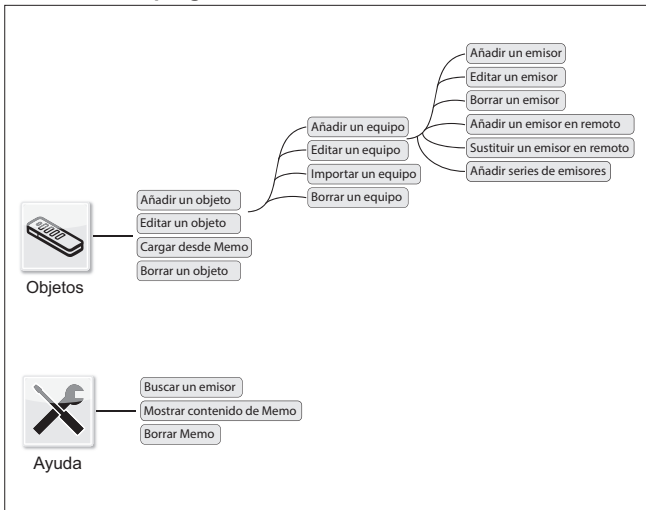 Añadir un emisor
Editar un emisor
Borrar un emisor
Añadir un emisor en remoto
Sustituir un emisor en remoto
Añadir series de emisores
Añadir un equipo
Editar un equipo
Importar un equipo
Borrar un equipo
Añadir un objeto
Editar un objeto
Cargar desde Memo
Borrar un objeto
Objetos
Buscar un emisor
Mostrar contenido de Memo
Borrar Memo
Ayuda